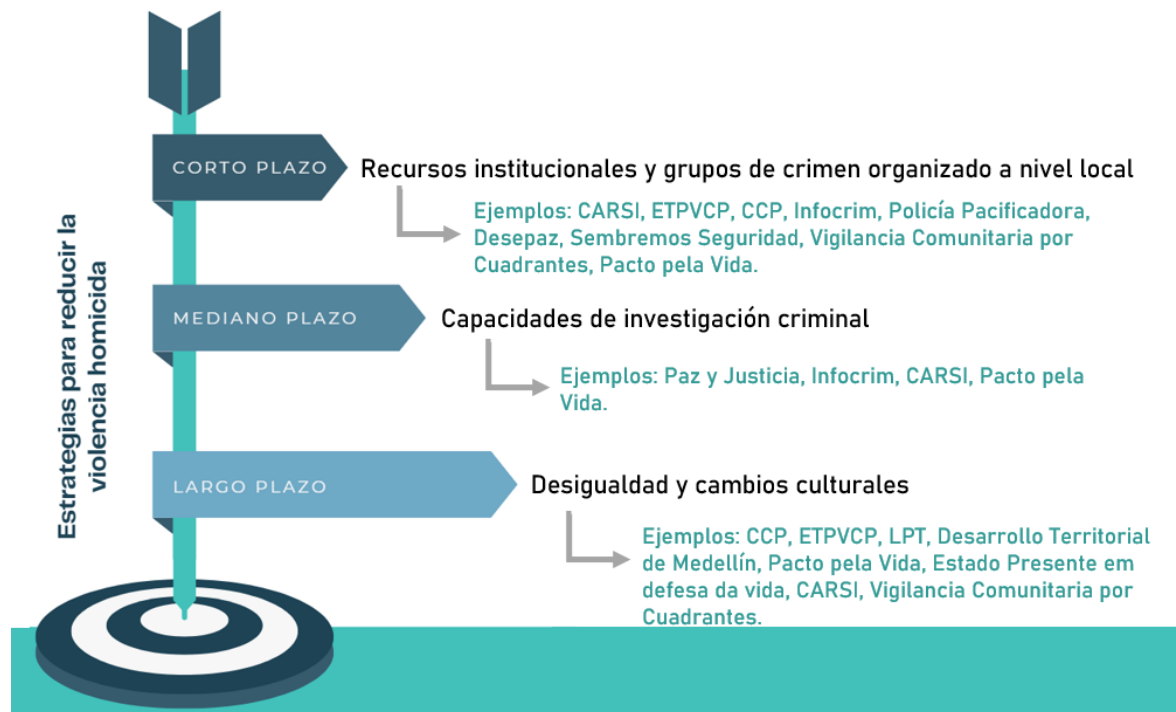 Estrategias para reducir la
violencia homicida
CORTO PLAZO
Recursos institucionales y grupos de crimen organizado a nivel local
Ejemplos: CARSI, ETPVCP, CCP, Infocrim, Policía Pacificadora,
Desepaz, Sembremos Seguridad, Vigilancia Comunitaria por
Cuadrantes, Pacto pela Vida.
MEDIANO PLAZO
Capacidades de investigación criminal
Ejemplos: Paz y Justicia, Infocrim, CARSI, Pacto pela
Vida.
LARGO PLAZO
Desigualdad y cambios culturales
Ejemplos: CCP, ETPVCP, LPT, Desarrollo Territorial
de Medellín, Pacto pela Vida, Estado Presente em
defesa da vida, CARSI, Vigilancia Comunitaria por
Cuadrantes.